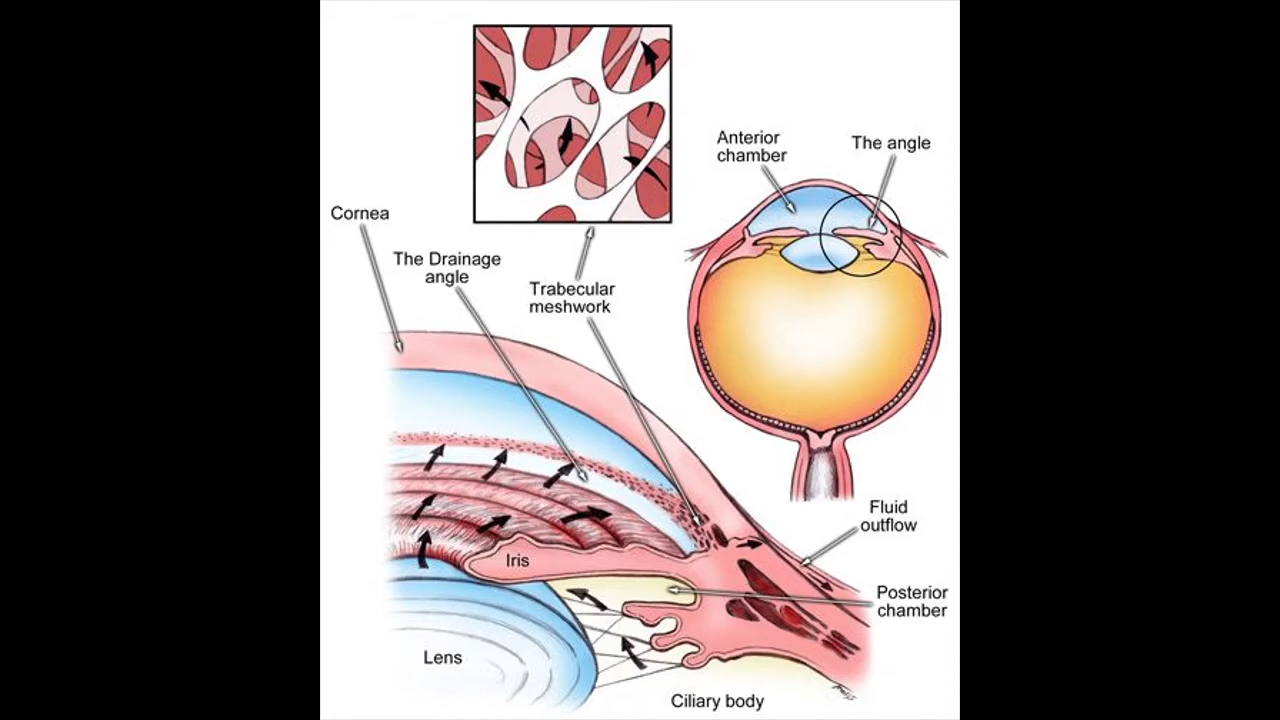 Anterior
chamber
The angle
Cornea
The Drainage
angle
Trabecular
meshwork
Fluid
outflow
Iris
Posterior
chamber
Lens
Ciliary body